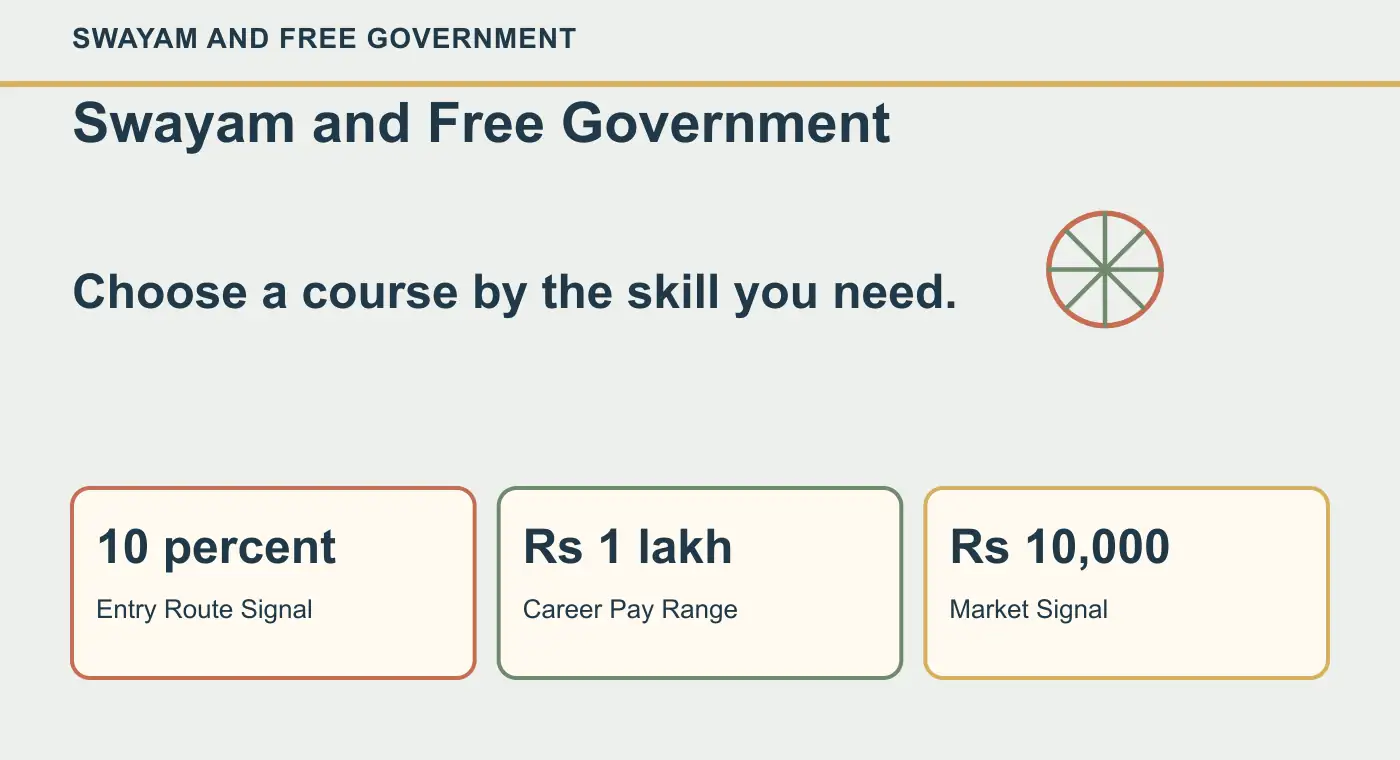 SWAYAM AND FREE GOVERNMENT
Swayam and Free Government
Choose a course by the skill you need.
10 percent
Entry Route Signal
Rs 1 lakh
Career Pay Range
Rs 10,000
Market Signal